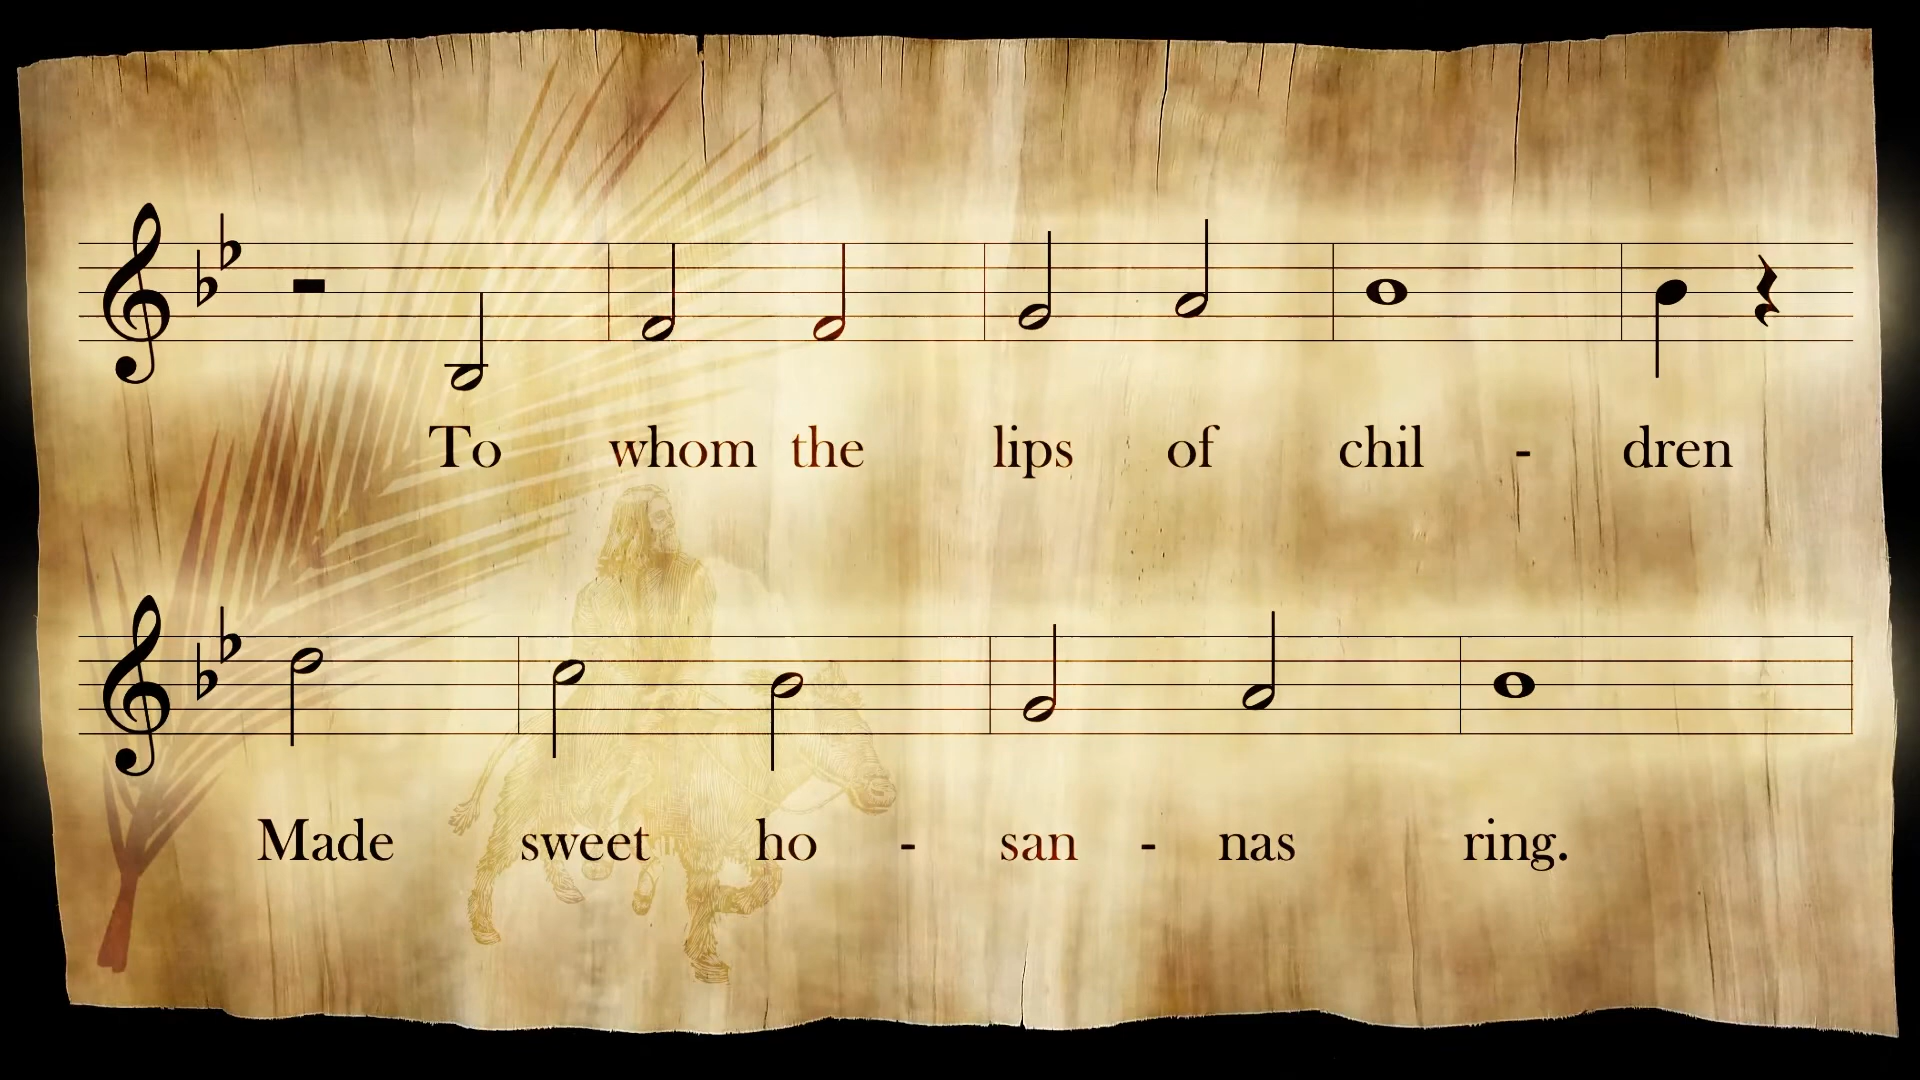 To whom the lips of chil - dren
Made sweet ho - san - nas ring.